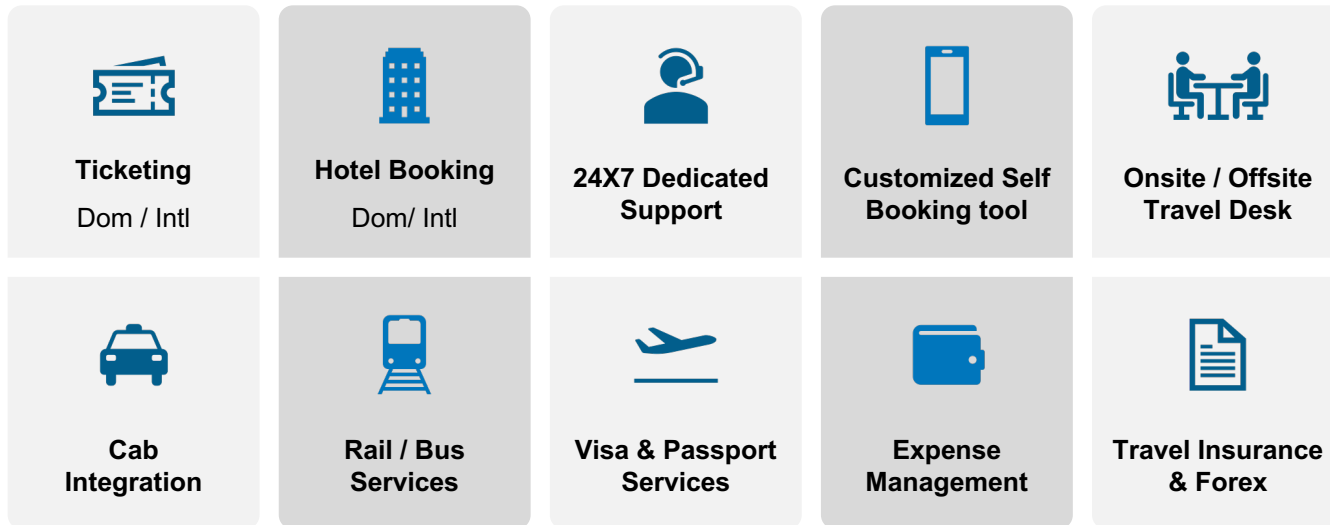 Ticketing
Dom / Intl
Hotel Booking
Dom/ Intl
24X7 Dedicated
Support
Customized Self
Booking tool
Onsite / Offsite
Travel Desk
Cab
Integration
Rail / Bus
Services
Visa & Passport
Services
Expense
Management
Travel Insurance
& Forex